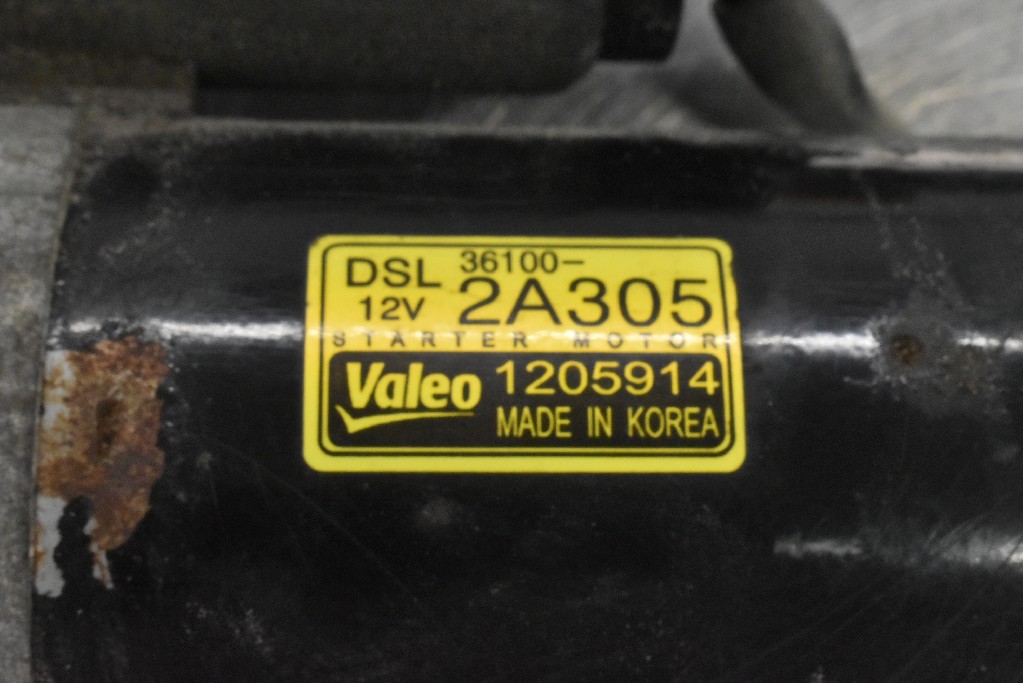 DSL 36100-
12V 2A305
STARTER MOTOR
Valeo 1205914
MADE IN KOREA